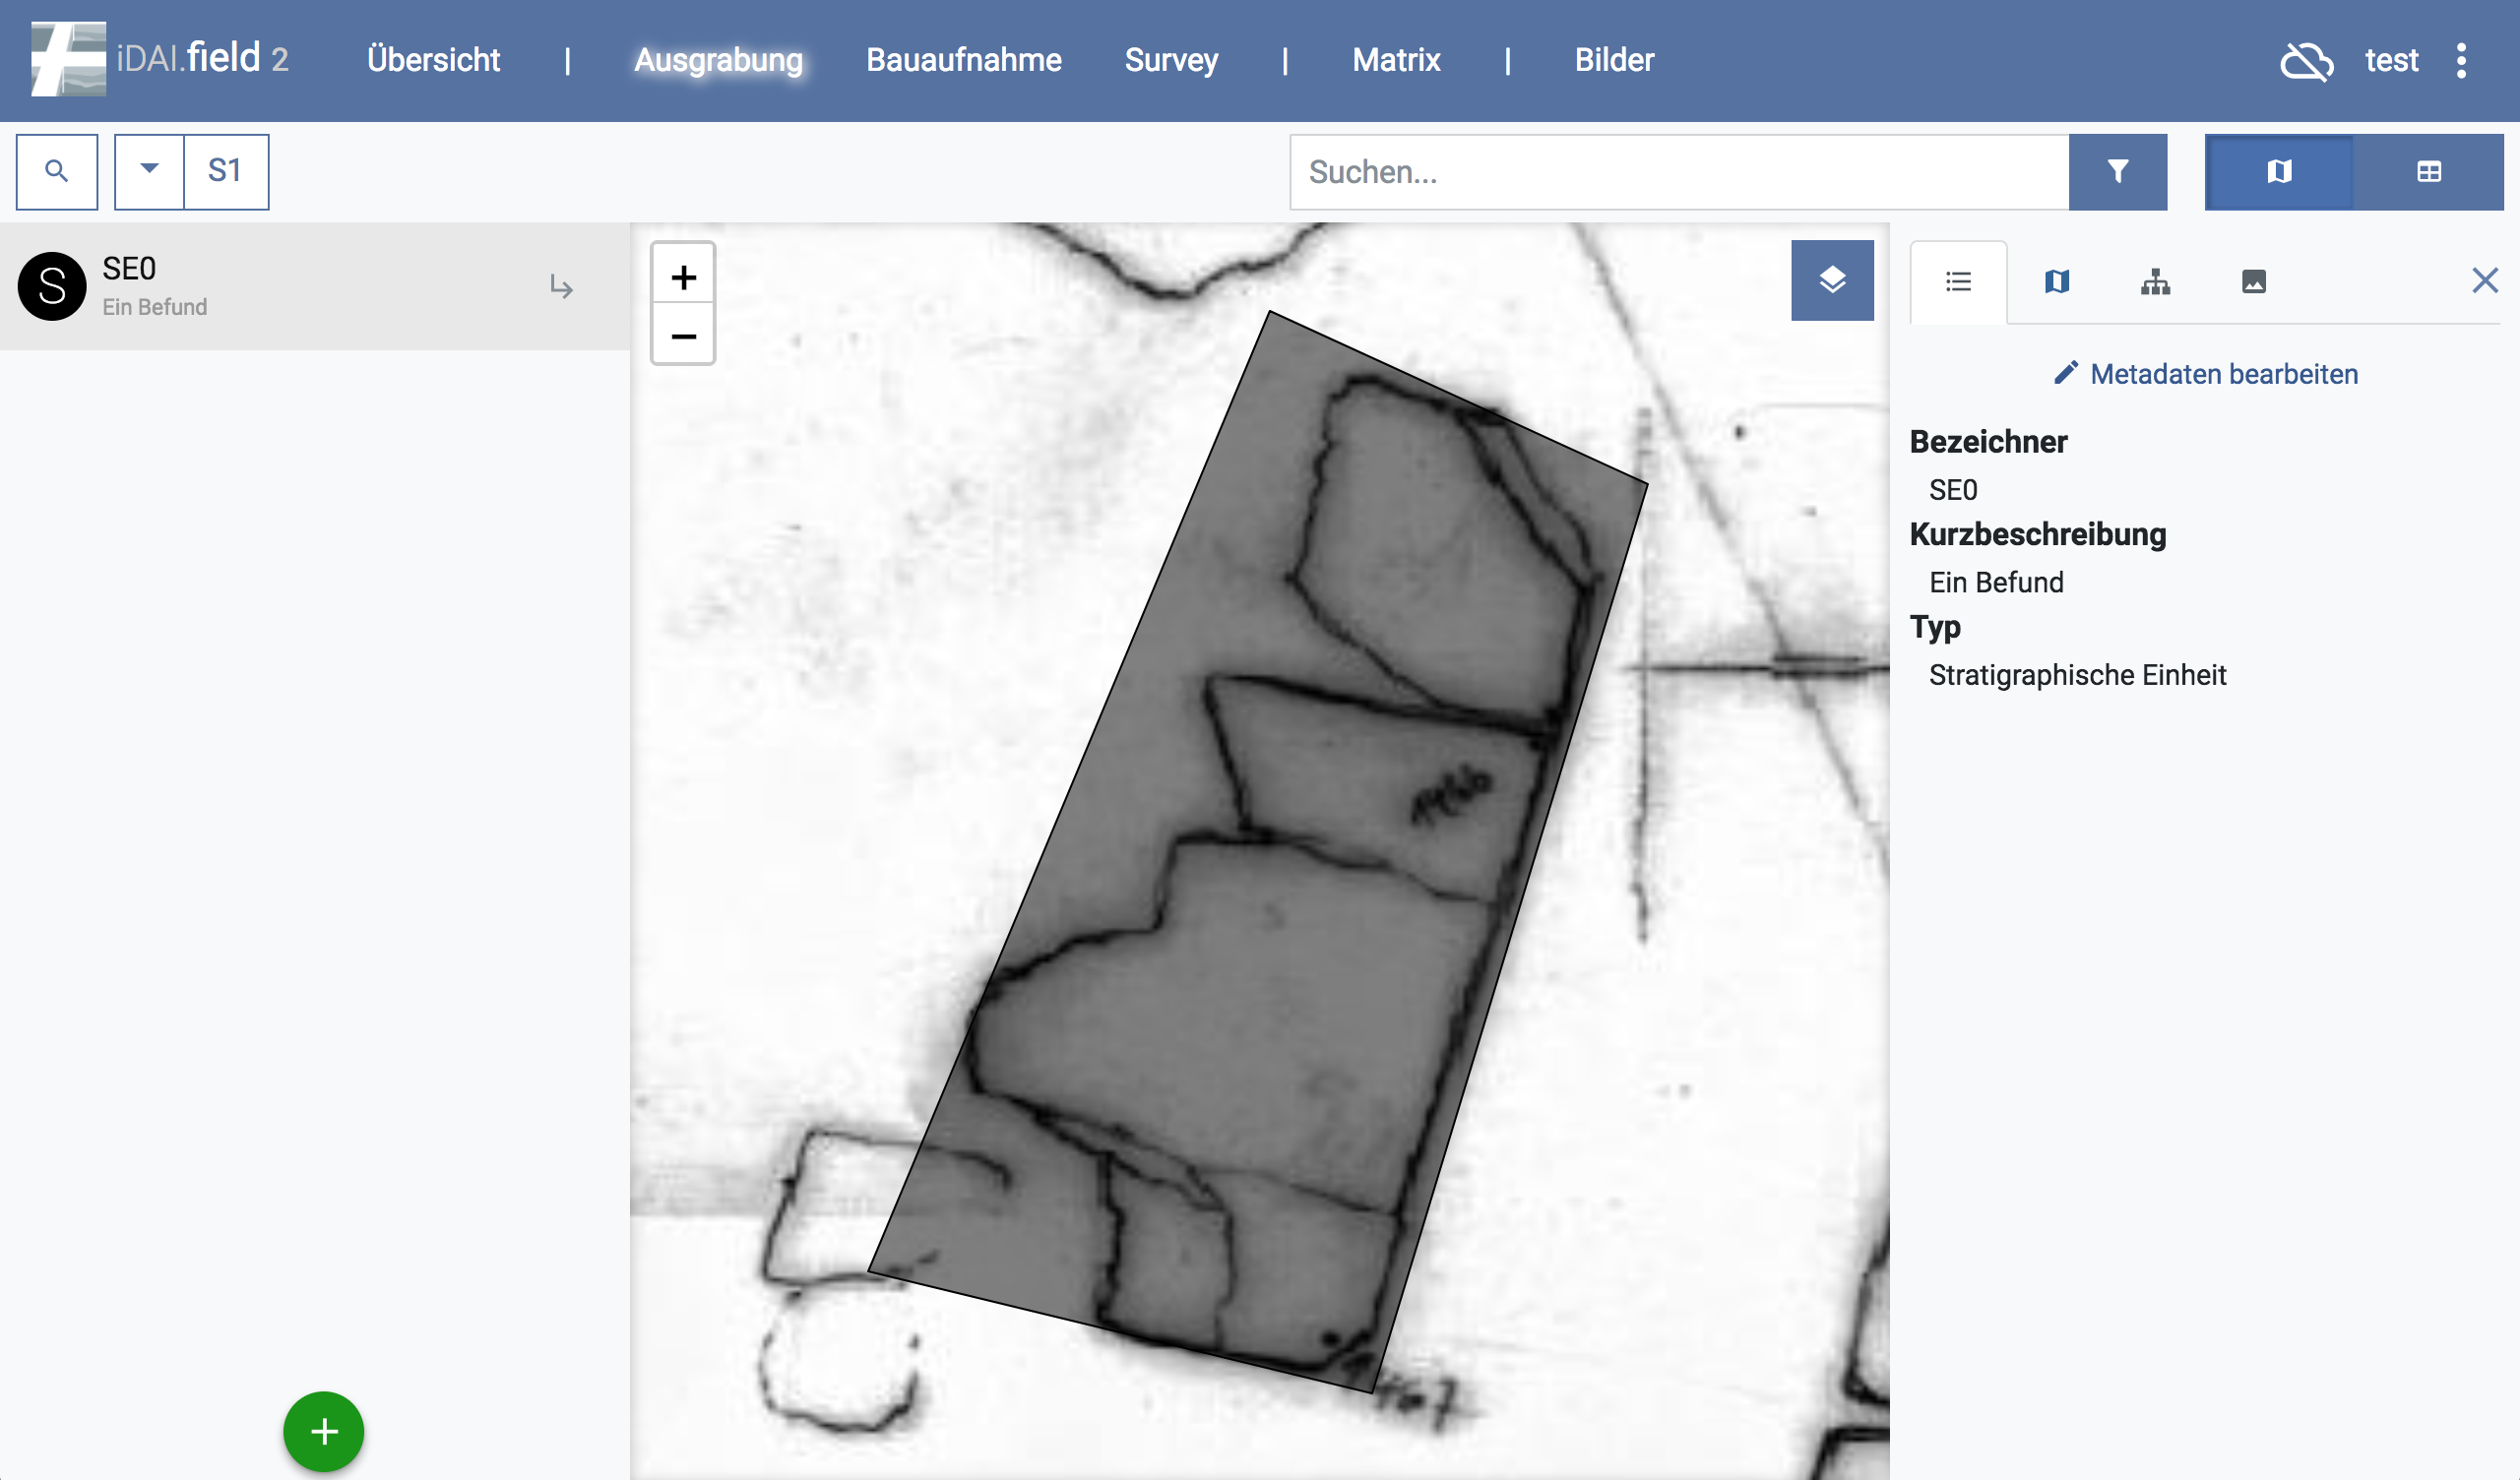 iDAI.field 2 Übersicht | Ausgrabung Bauaufnahme Survey | Matrix | Bilder test
S1 Suchen...
S SE0
Ein Befund
+
−
Metadaten bearbeiten
Bezeichner
SE0
Kurzbeschreibung
Ein Befund
Typ
Stratigraphische Einheit
+